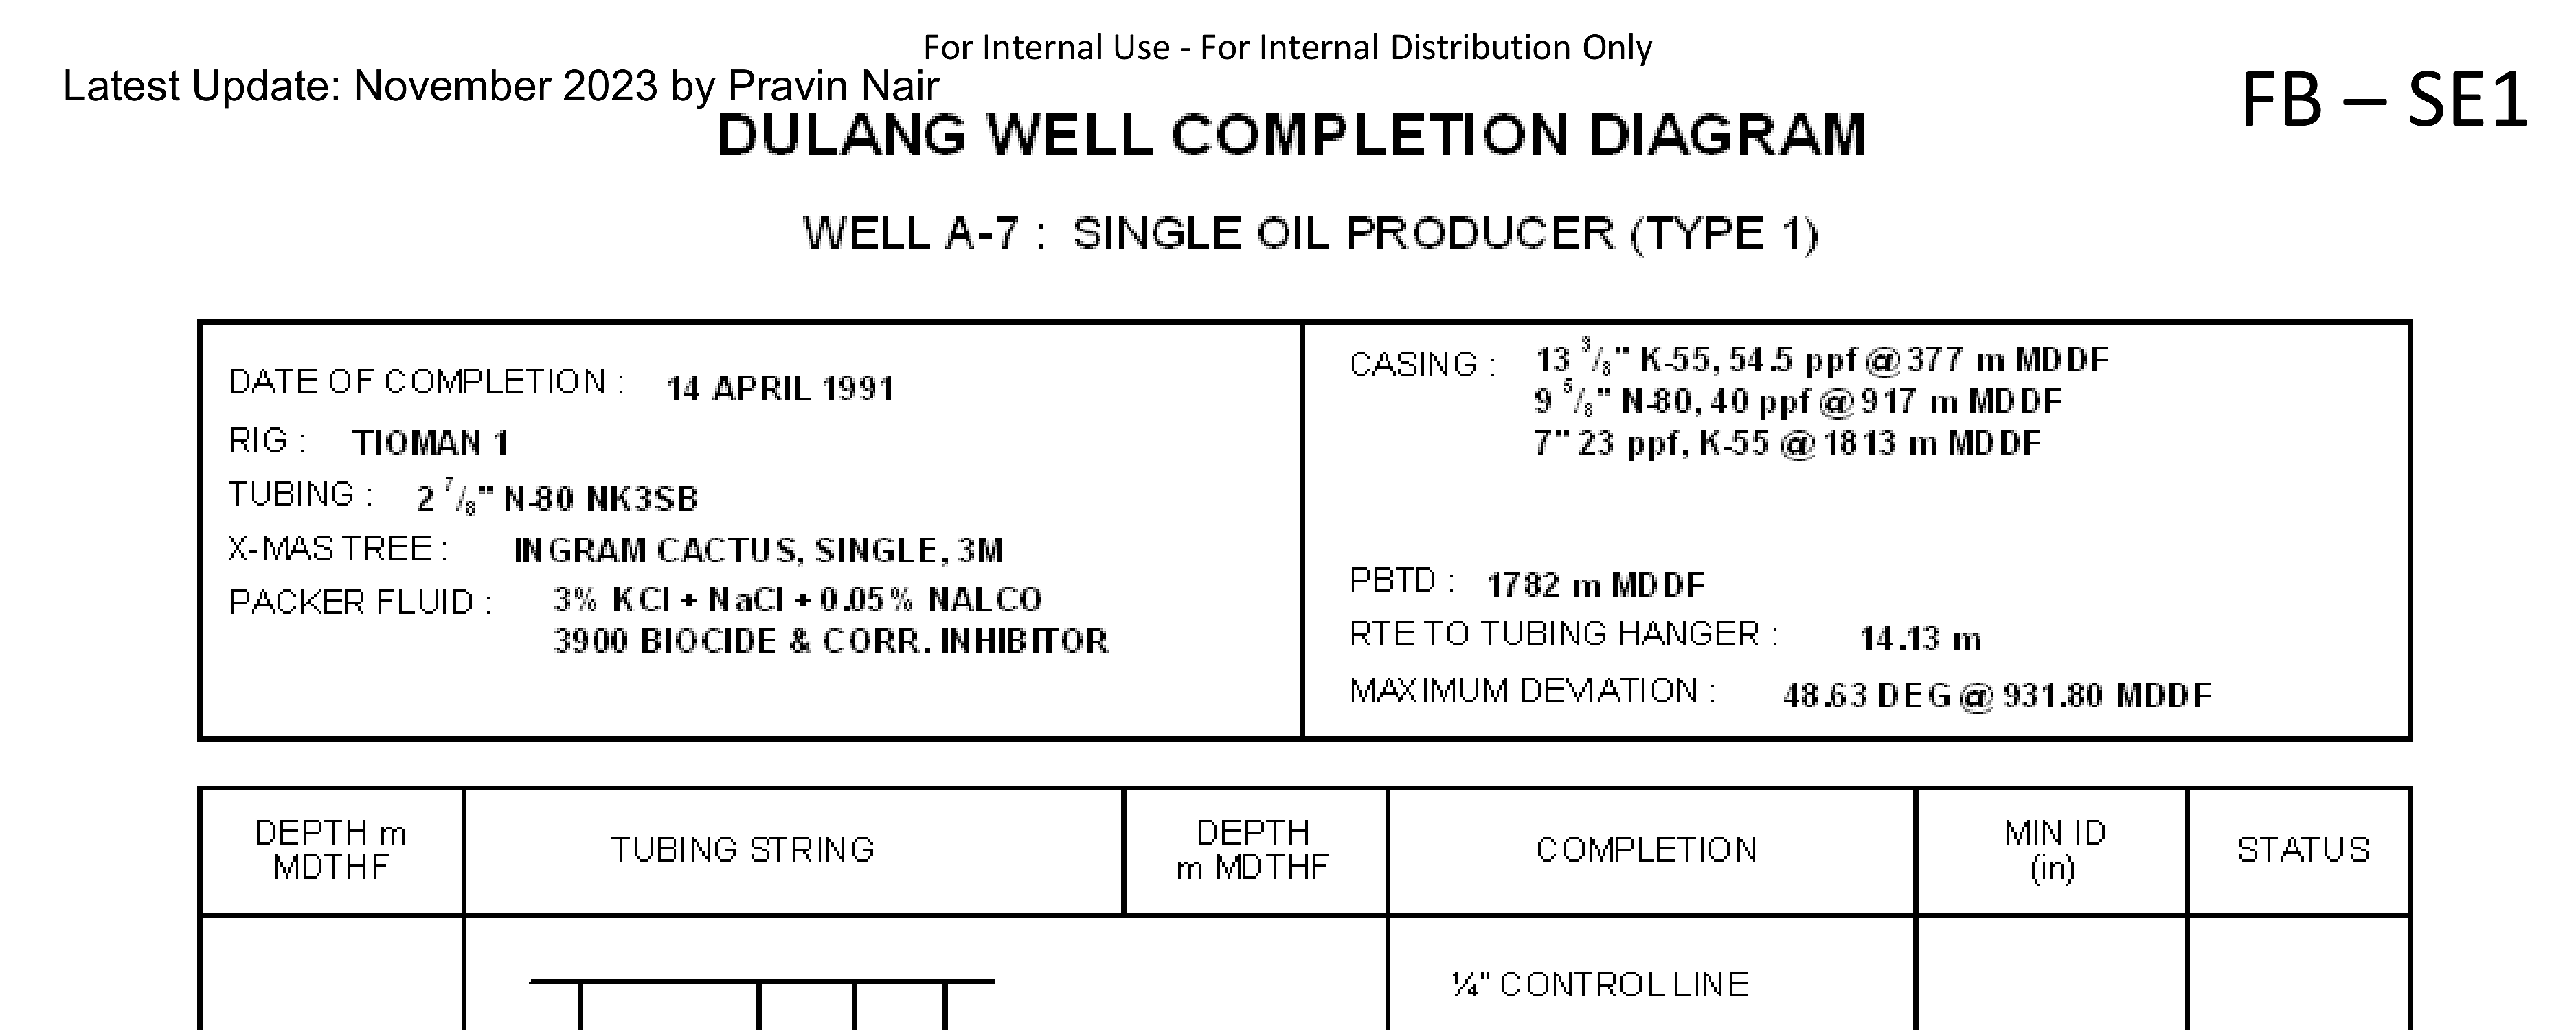 For Internal Use - For Internal Distribution Only
Latest Update: November 2023 by Pravin Nair
FB – SE1
DULANG WELL COMPLETION DIAGRAM
WELL A-7 : SINGLE OIL PRODUCER (TYPE 1)
DATE OF COMPLETION : 14 APRIL 1991
RIG : TIOMAN 1
TUBING : 2 7/8" N-80 NK3SB
X-MAS TREE : INGRAM CACTUS, SINGLE, 3M
PACKER FLUID : 3% KCl + NaCl + 0.05% NALCO
3900 BIOCIDE & CORR. INHIBITOR
CASING : 13 3/8" K-55, 54.5 ppf @ 377 m MDDF
9 5/8" N-80, 40 ppf @ 917 m MDDF
7" 23 ppf, K-55 @ 1813 m MDDF
PBTD : 1782 m MDDF
RTE TO TUBING HANGER : 14.13 m
MAXIMUM DEVIATION : 48.63 DEG @ 931.80 MDDF
DEPTH m
MDTHF
TUBING STRING
DEPTH
m MDTHF
COMPLETION
MIN ID
(in)
STATUS
¼" CONTROL LINE